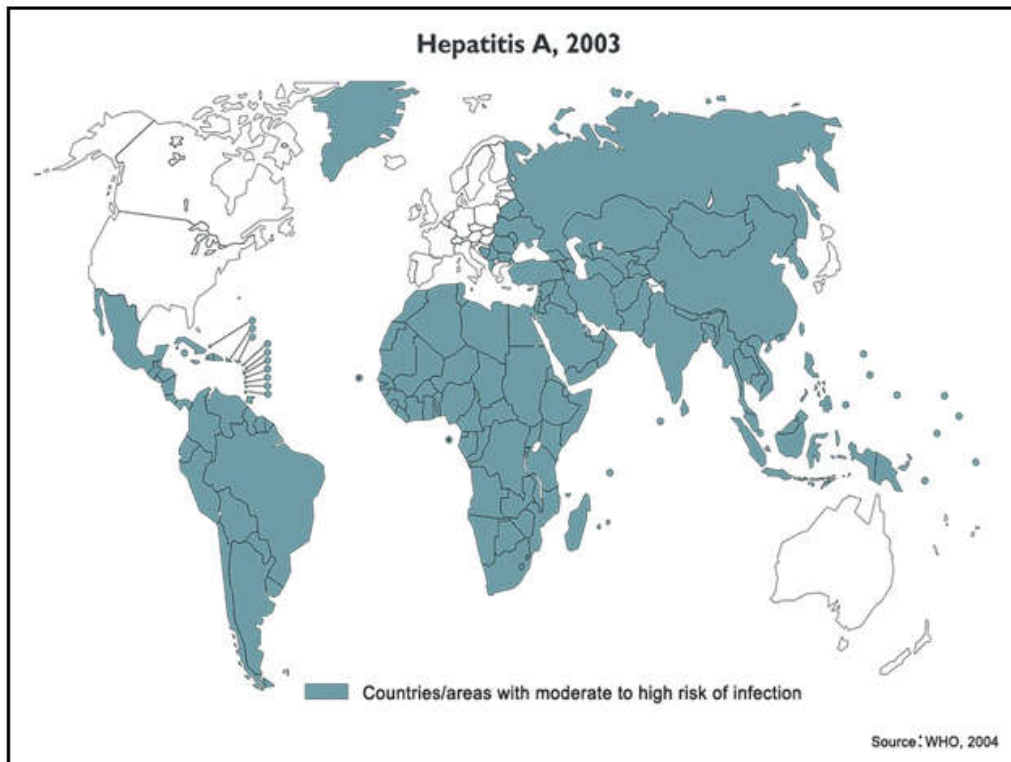 Hepatitis A, 2003
Countries/areas with moderate to high risk of infection
Source: WHO, 2004